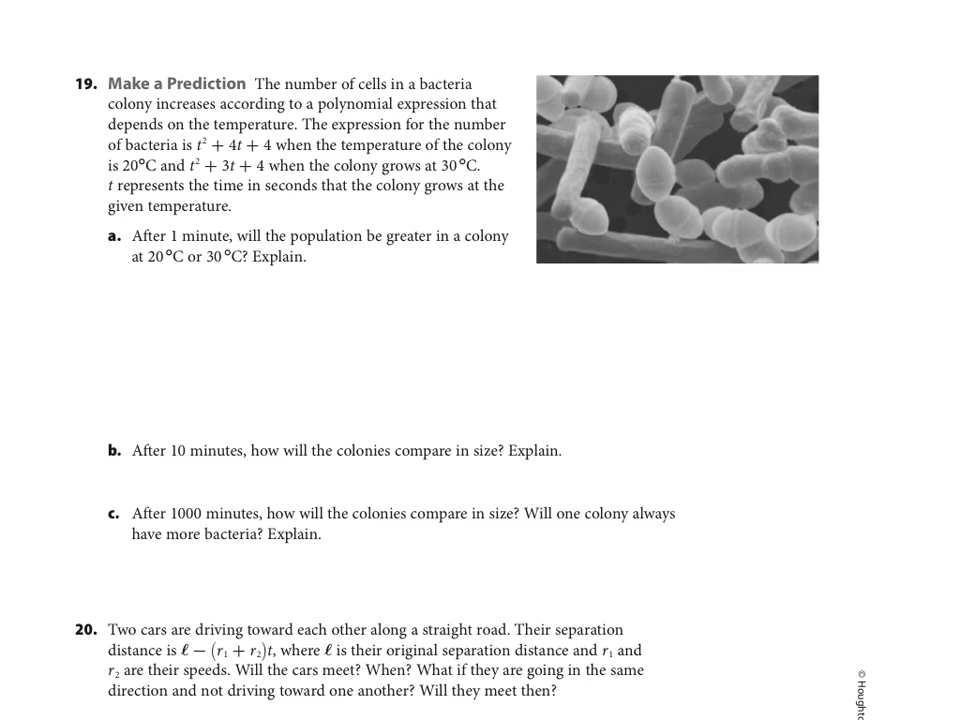 19. Make a Prediction The number of cells in a bacteria
colony increases according to a polynomial expression that
depends on the temperature. The expression for the number
of bacteria is t² + 4t + 4 when the temperature of the colony
is 20°C and t² + 3t + 4 when the colony grows at 30°C.
t represents the time in seconds that the colony grows at the
given temperature.
a. After 1 minute, will the population be greater in a colony
at 20°C or 30°C? Explain.
b. After 10 minutes, how will the colonies compare in size? Explain.
c. After 1000 minutes, how will the colonies compare in size? Will one colony always
have more bacteria? Explain.
20. Two cars are driving toward each other along a straight road. Their separation
distance is ℓ − (r₁ + r₂)t, where ℓ is their original separation distance and r₁ and
r₂ are their speeds. Will the cars meet? When? What if they are going in the same
direction and not driving toward one another? Will they meet then?
©